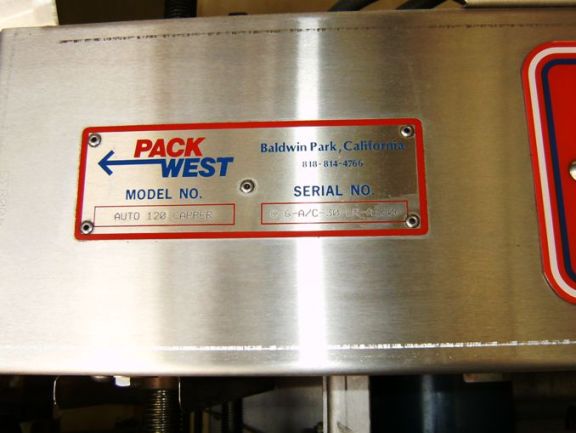 PACK
WEST
Baldwin Park, California
818-814-4766
MODEL NO.
SERIAL NO.
AUTO 120 CAPPER